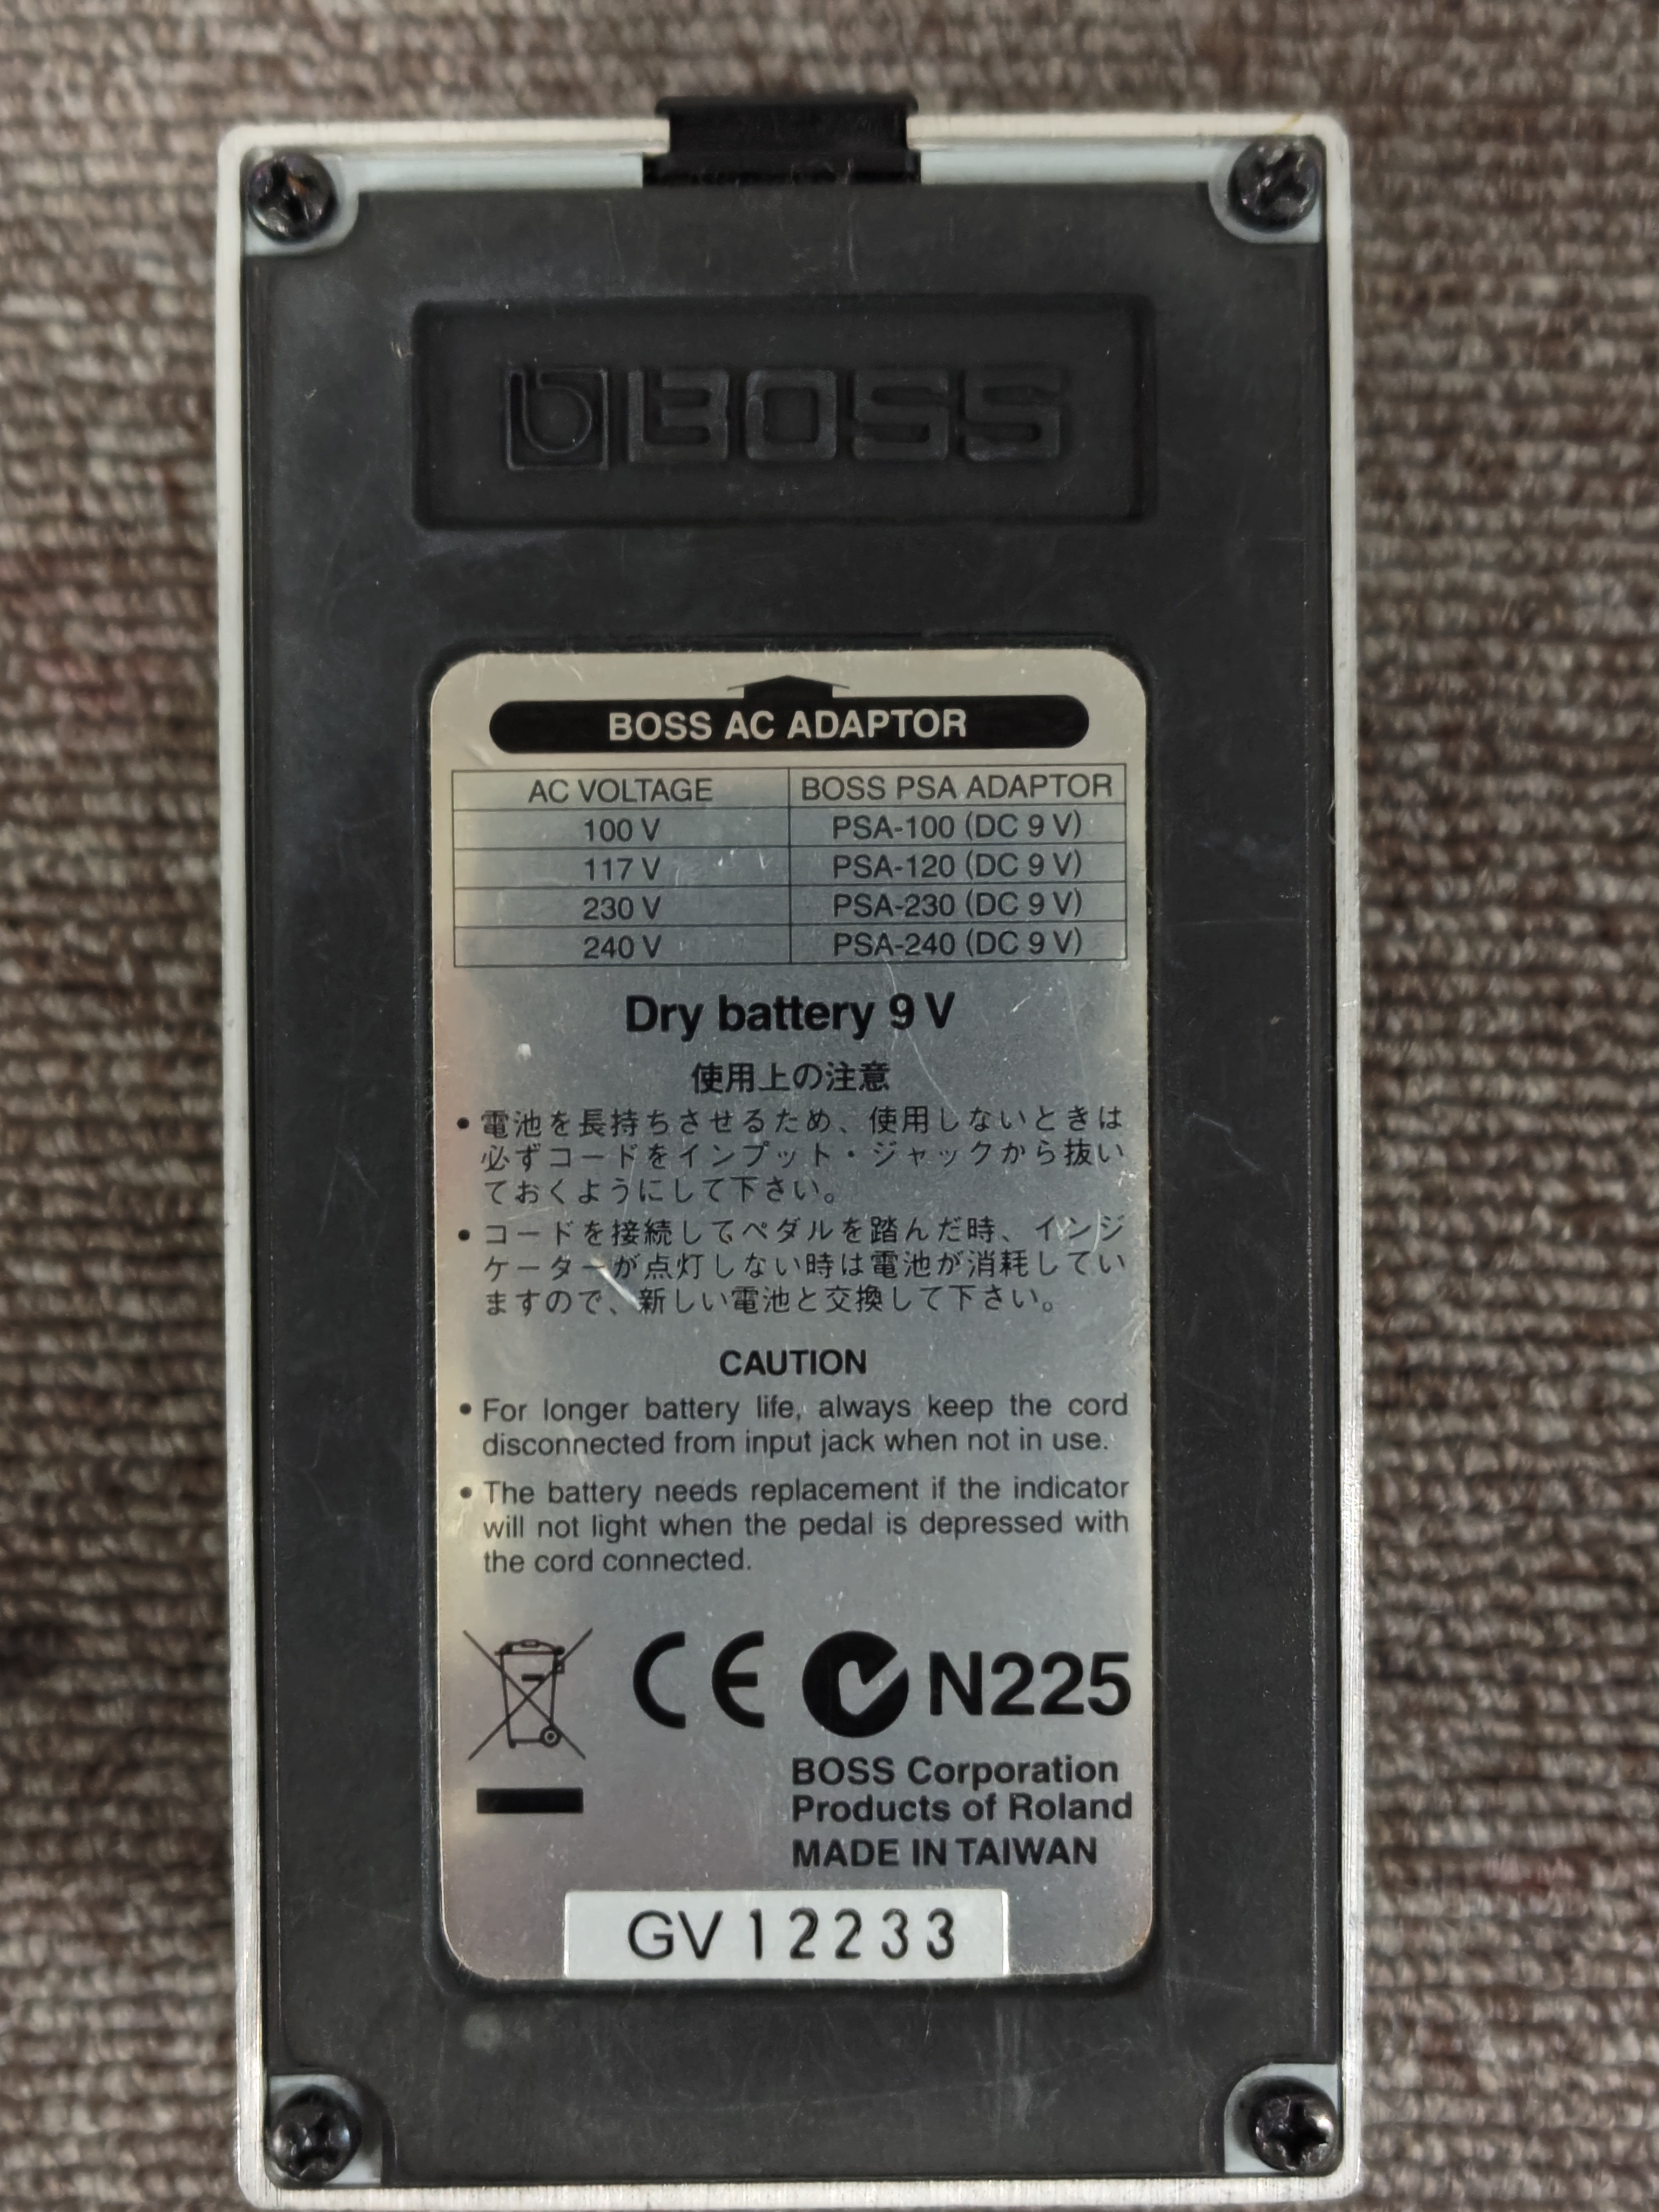 BOSS
BOSS AC ADAPTOR
AC VOLTAGE BOSS PSA ADAPTOR
100 V PSA-100 (DC 9 V)
117 V PSA-120 (DC 9 V)
230 V PSA-230 (DC 9 V)
240 V PSA-240 (DC 9 V)
Dry battery 9 V
使用上の注意
• 電池を長持ちさせるため、使用しないときは
必ずコードをインプット・ジャックから抜い
ておくようにして下さい。
• コードを接続してペダルを踏んだ時、インジ
ケーターが点灯しない時は電池が消耗してい
ますので、新しい電池と交換して下さい。
CAUTION
• For longer battery life, always keep the cord
disconnected from input jack when not in use.
• The battery needs replacement if the indicator
will not light when the pedal is depressed with
the cord connected.
CE N225
BOSS Corporation
Products of Roland
MADE IN TAIWAN
GV12233